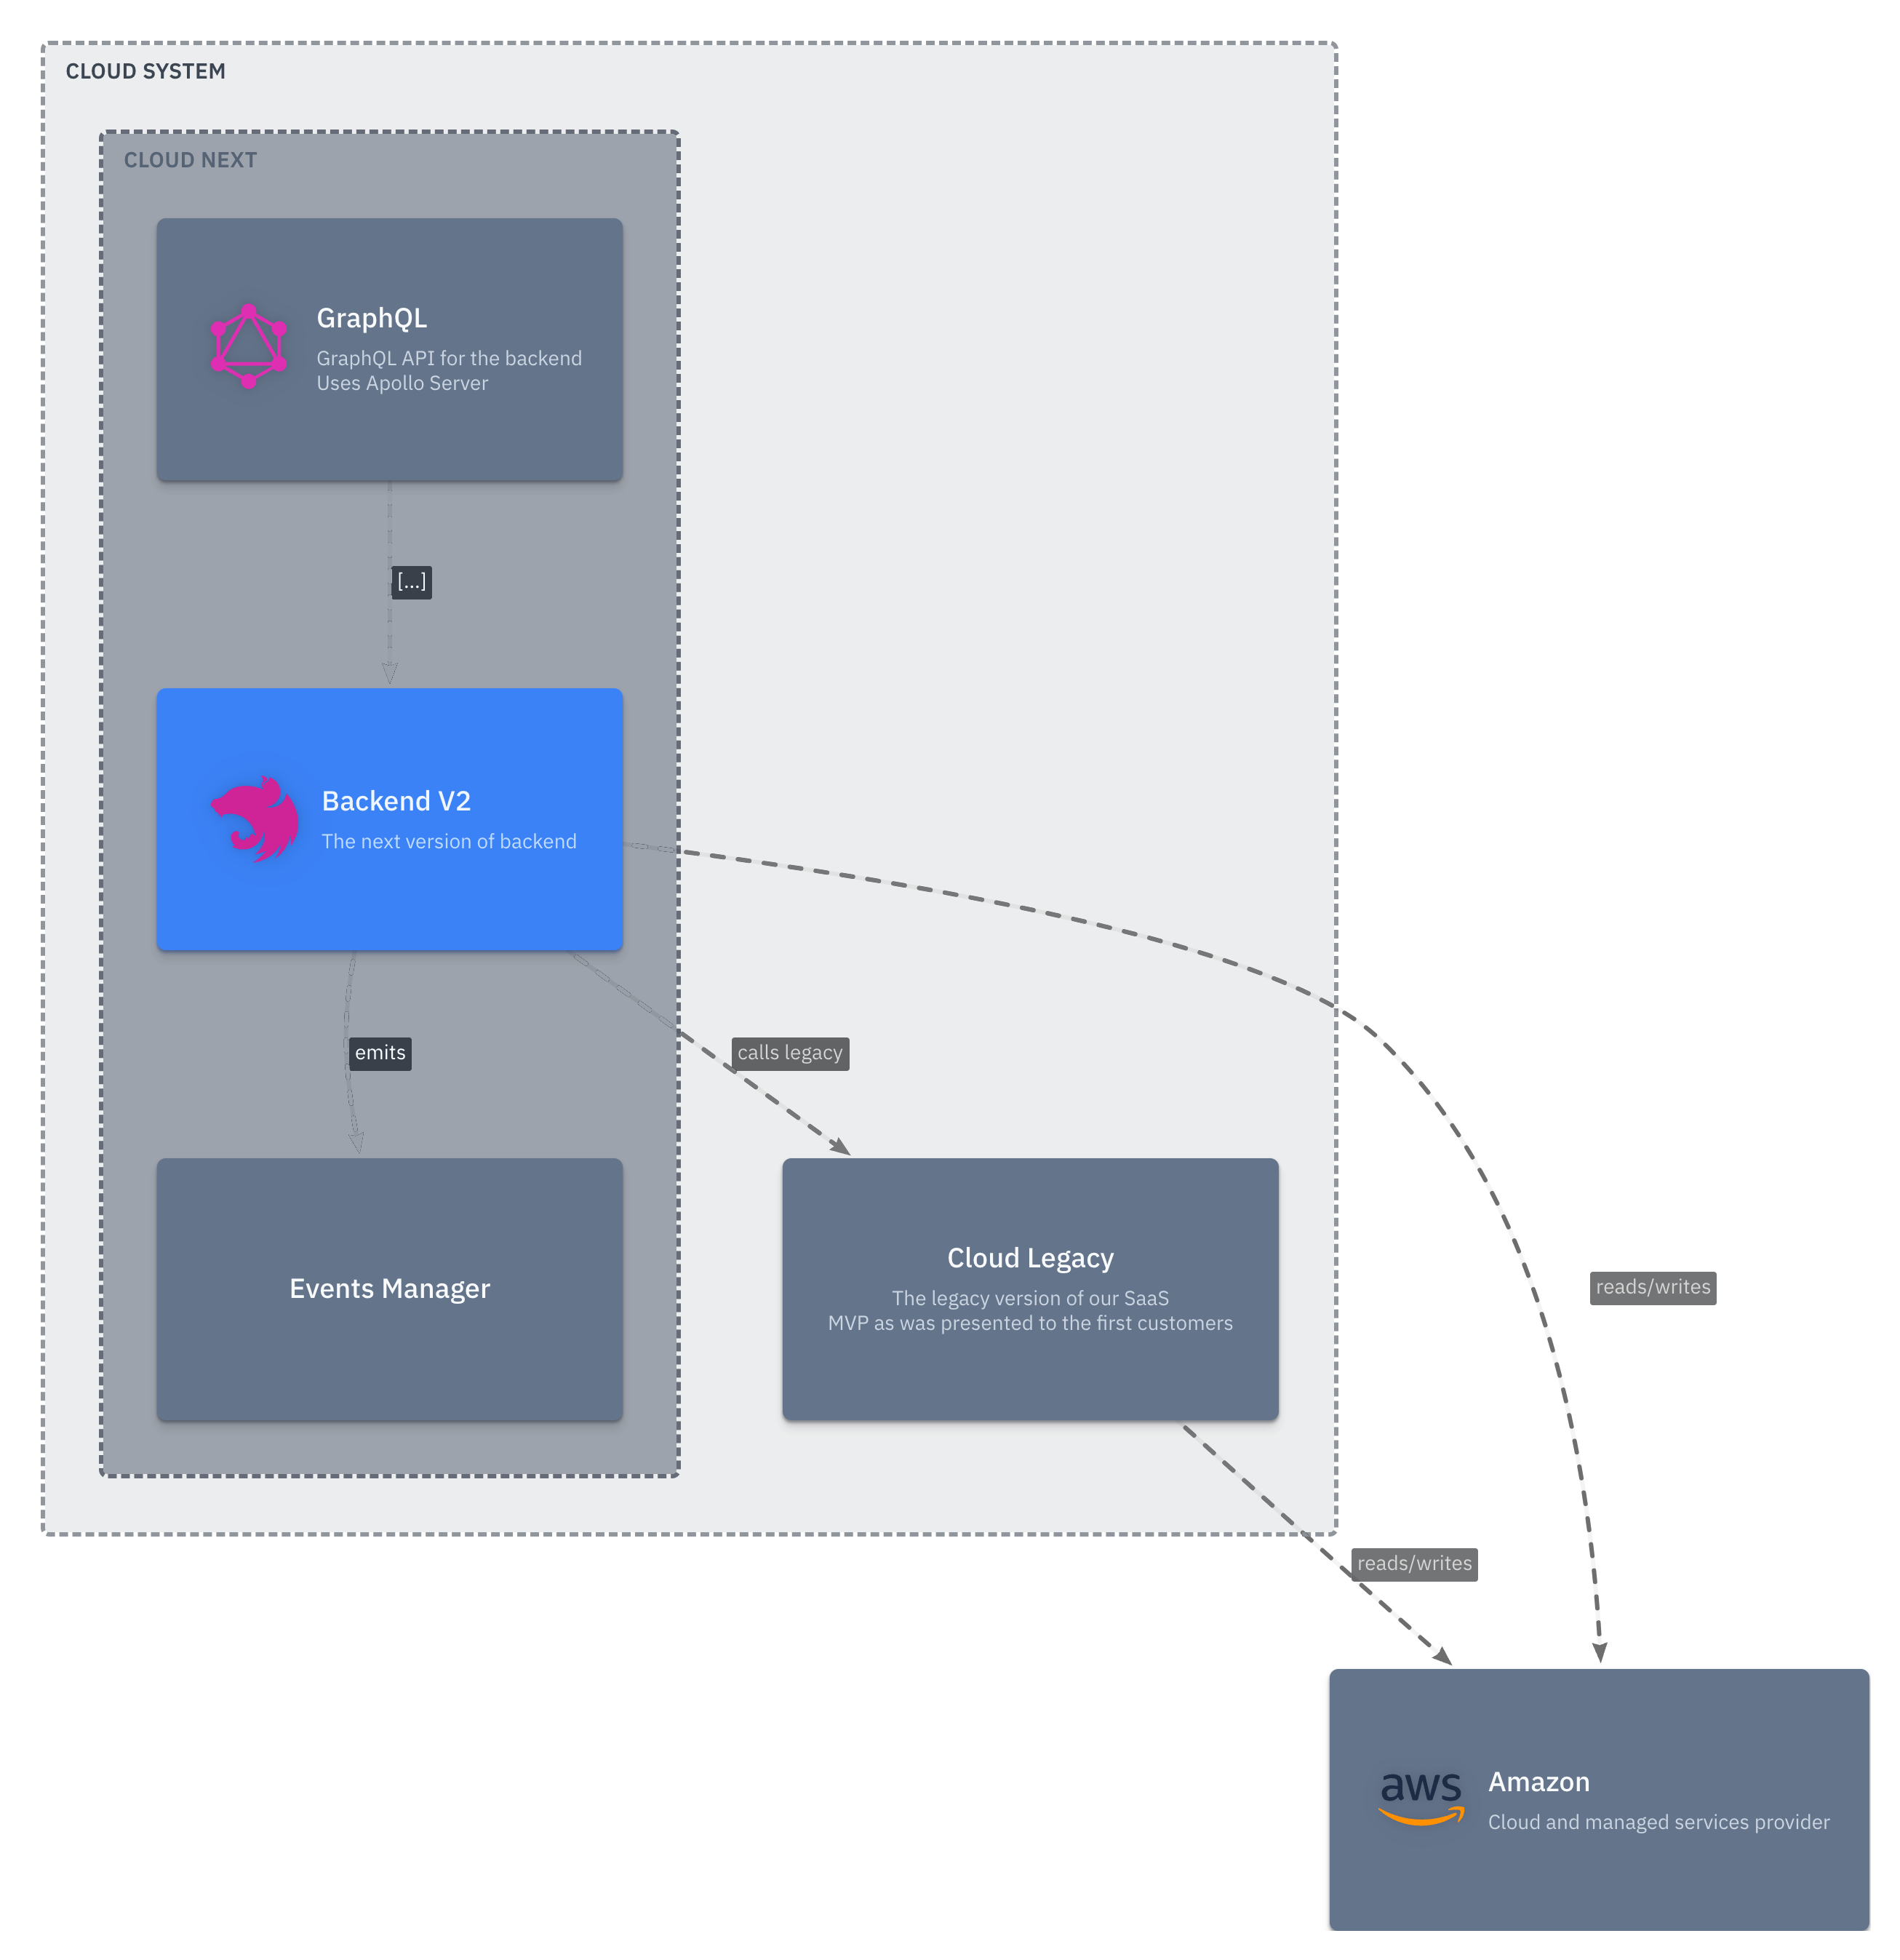 CLOUD SYSTEM
CLOUD NEXT
GraphQL
GraphQL API for the backend
Uses Apollo Server
[...]
Backend V2
The next version of backend
emits
calls legacy
Events Manager
Cloud Legacy
The legacy version of our SaaS
MVP as was presented to the first customers
reads/writes
reads/writes
aws
Amazon
Cloud and managed services provider